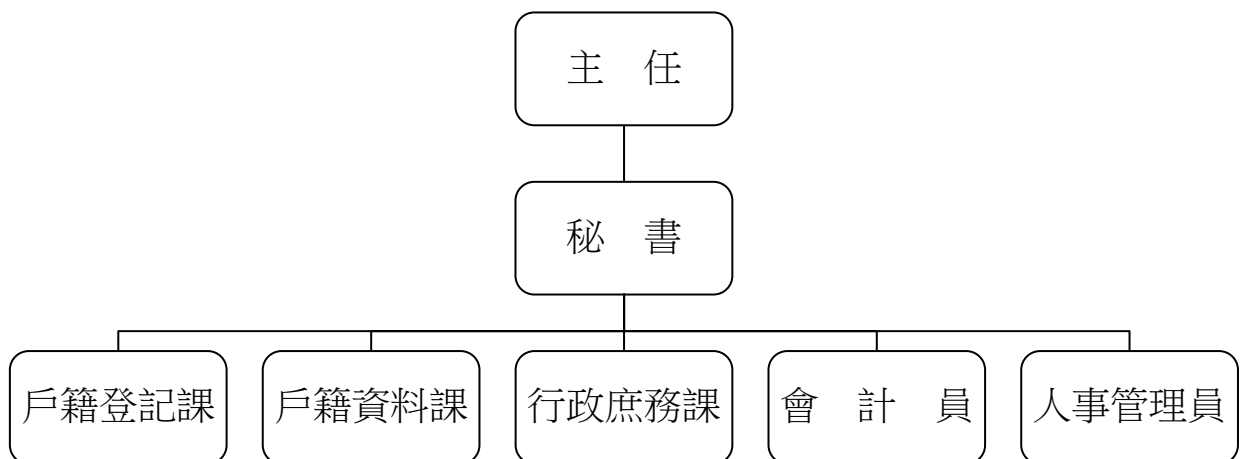 主　任
秘　書
戶籍登記課
戶籍資料課
行政庶務課
會　計　員
人事管理員